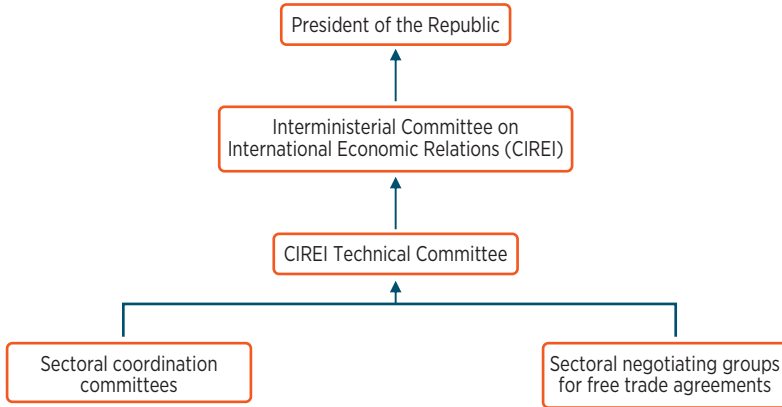 President of the Republic
Interministerial Committee on
International Economic Relations (CIREI)
CIREI Technical Committee
Sectoral coordination
committees
Sectoral negotiating groups
for free trade agreements